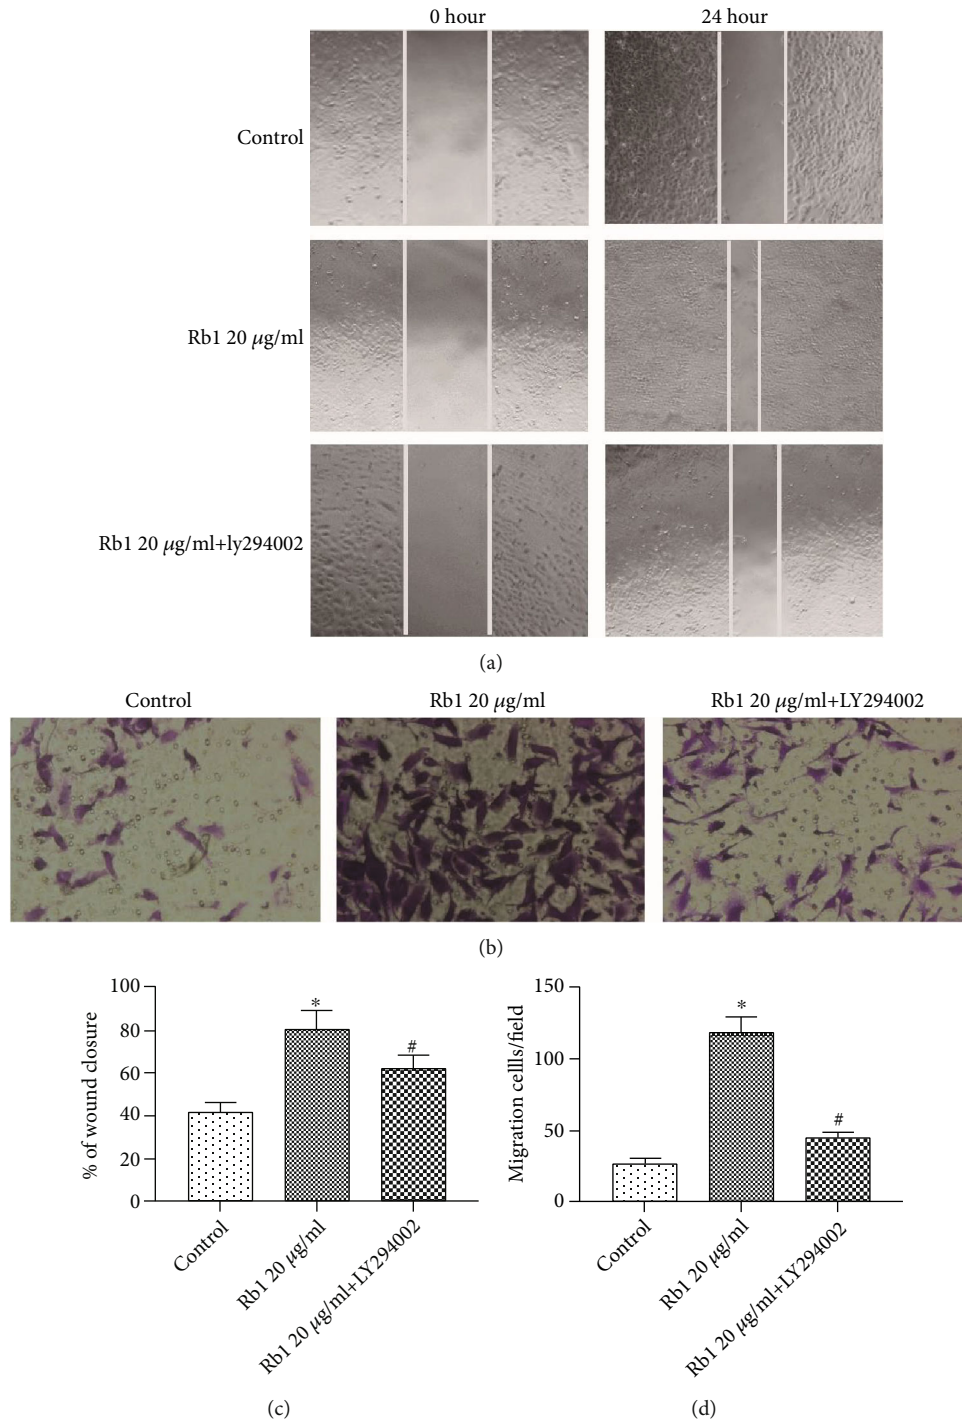 0 hour
24 hour
Control
Rb1 20 μg/ml
Rb1 20 μg/ml+ly294002
(a)
Control
Rb1 20 μg/ml
Rb1 20 μg/ml+LY294002
(b)
100
80
60
40
20
0
% of wound closure
*
#
Control
Rb1 20 μg/ml
Rb1 20 μg/ml+LY294002
(c)
150
100
50
0
Migration cellls/field
*
#
Control
Rb1 20 μg/ml
Rb1 20 μg/ml+LY294002
(d)